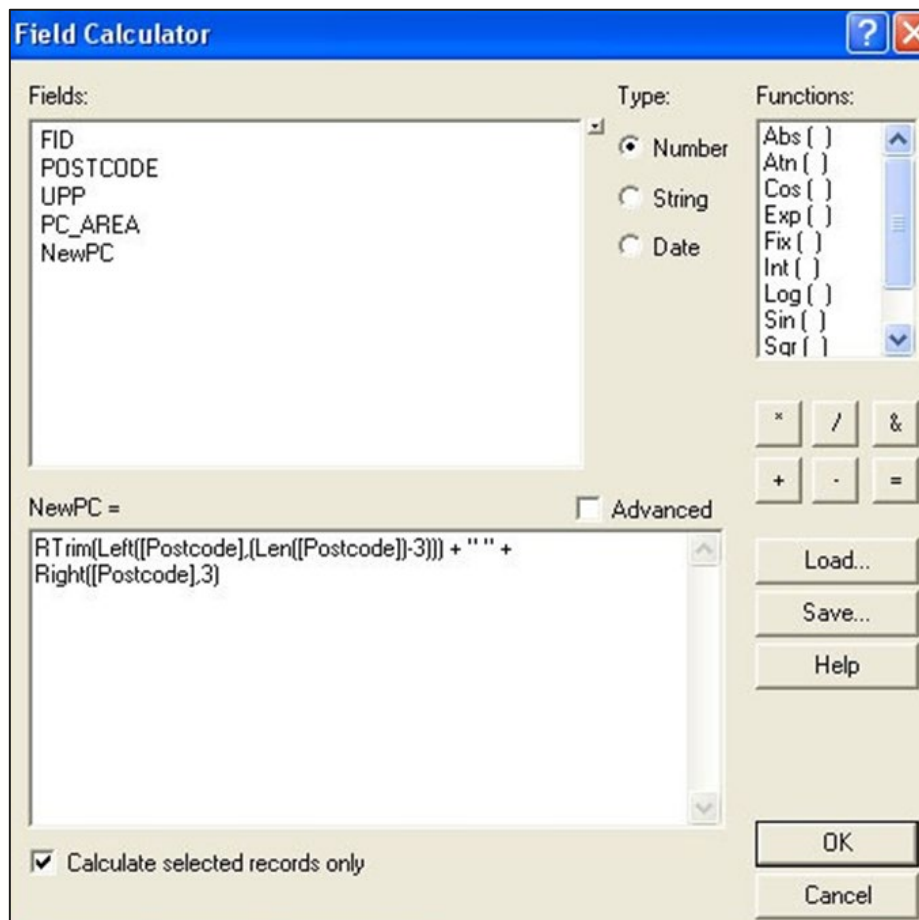 Field Calculator
Fields:
FID
POSTCODE
UPP
PC_AREA
NewPC
Type:
Number
String
Date
Functions:
Abs ( )
Atn ( )
Cos ( )
Exp ( )
Fix ( )
Int ( )
Log ( )
Sin ( )
Sqr ( )
* / &
+ - =
NewPC =
Advanced
RTrim(Left([Postcode],(Len([Postcode])-3))) + " " +
Right([Postcode],3)
Load...
Save...
Help
Calculate selected records only
OK
Cancel